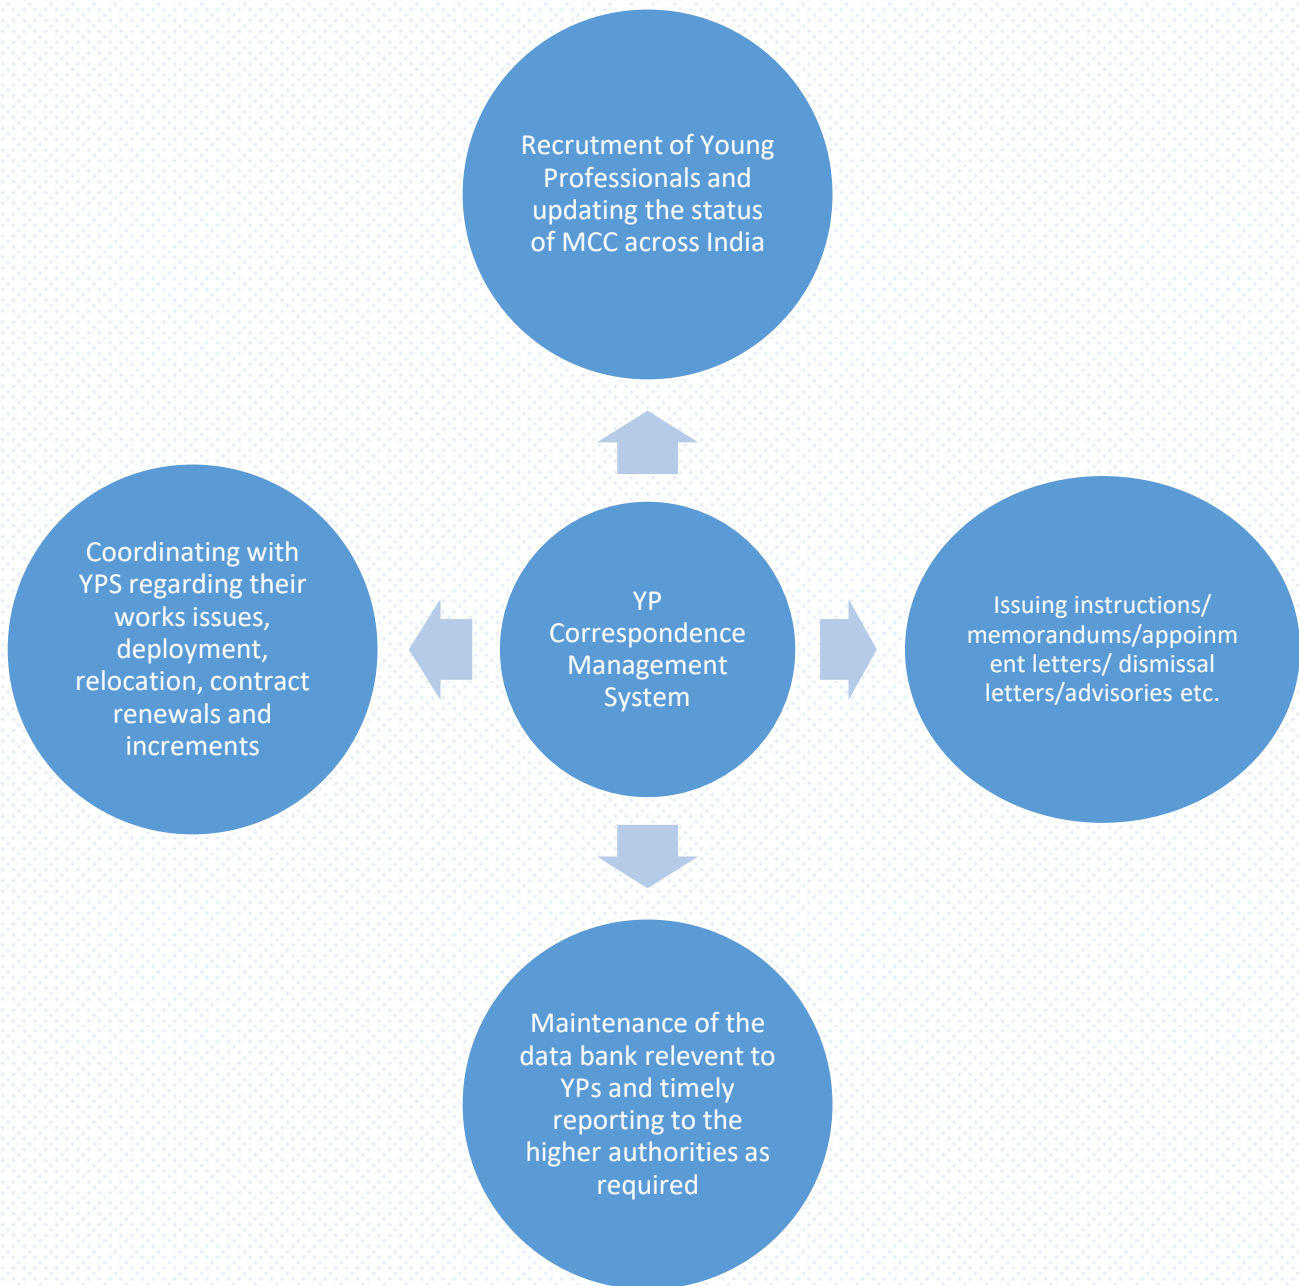 Recrutment of Young
Professionals and
updating the status
of MCC across India
Coordinating with
YPS regarding their
works issues,
deployment,
relocation, contract
renewals and
increments
YP
Correspondence
Management
System
Issuing instructions/
memorandums/appoinm
ent letters/ dismissal
letters/advisories etc.
Maintenance of the
data bank relevent to
YPs and timely
reporting to the
higher authorities as
required